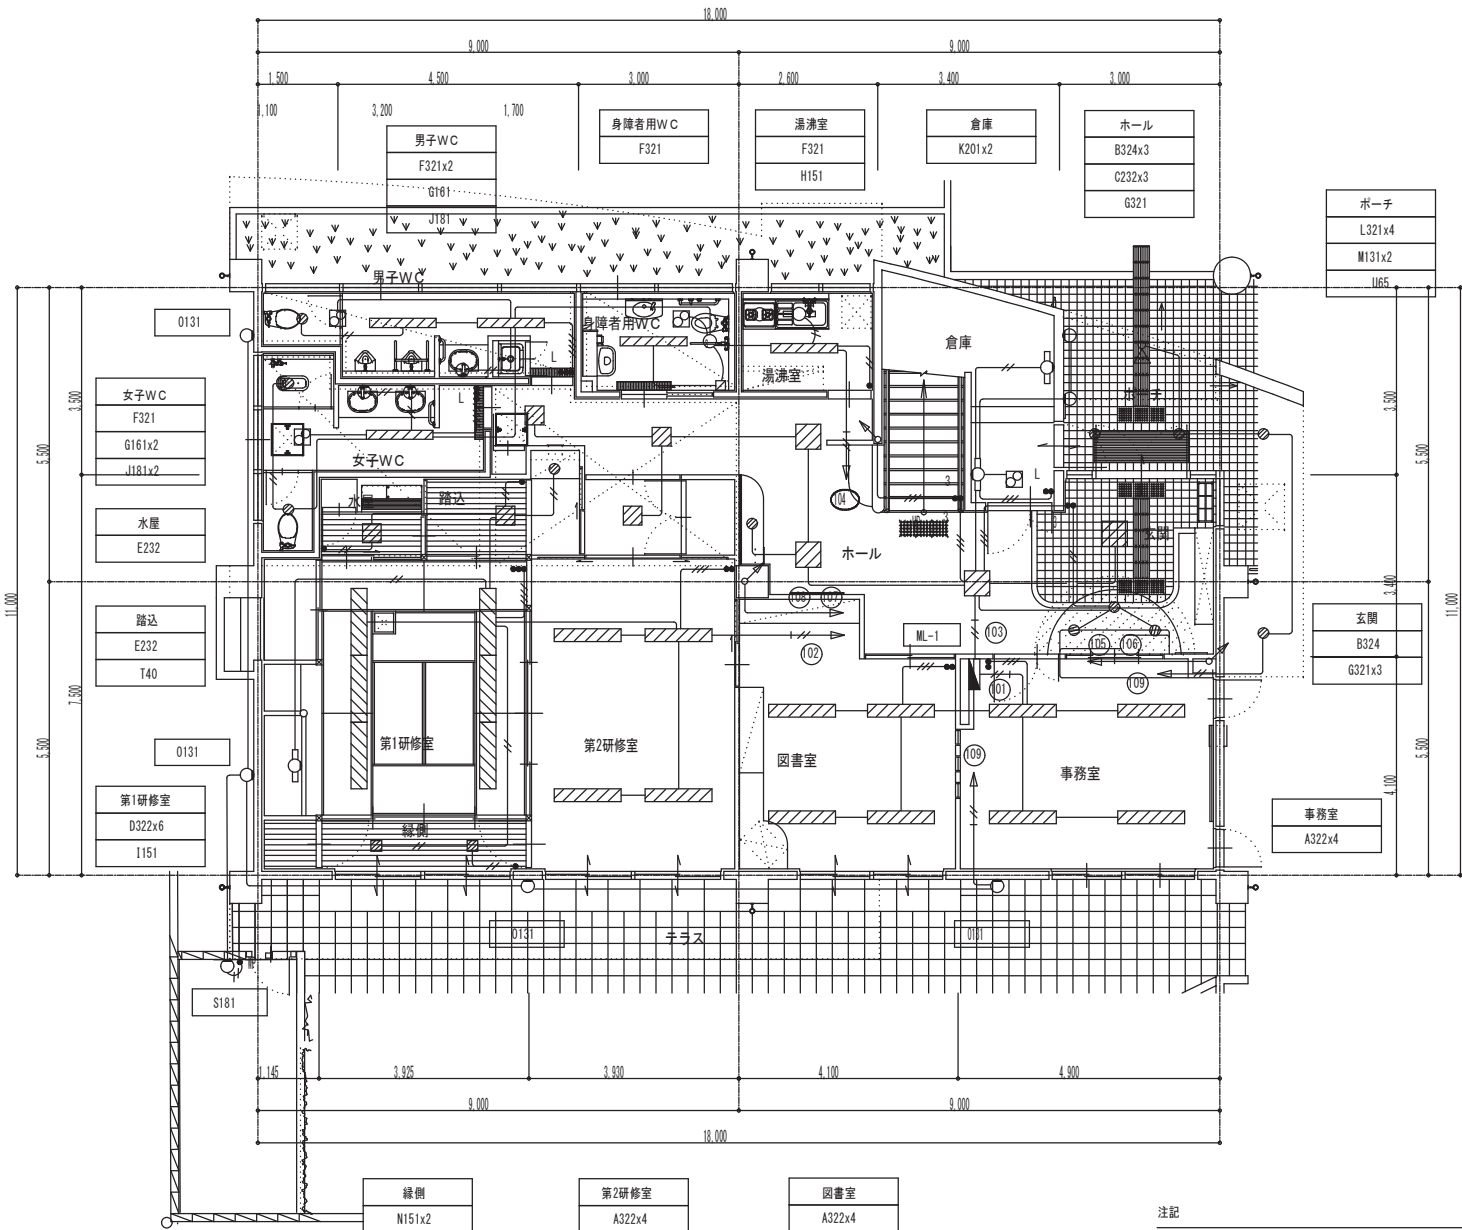 18,000
9,000
9,000
1,500
4,500
3,000
2,600
3,400
3,000
1,100
3,200
1,700
男子WC
F321x2
G161
J181
身障者用WC
F321
湯沸室
F321
H151
倉庫
K201x2
ホール
B324x3
C232x3
G321
ポーチ
L321x4
M131x2
U65
男子WC
身障者用WC
湯沸室
倉庫
ポーチ
L
O131
女子WC
F321
G161x2
J181x2
L
女子WC
水屋
踏込
水屋
E232
104
ホール
玄関
L
3
3
UP
踏込
E232
T40
108
107
102
ML-1
103
105
106
101
109
玄関
B324
G321x3
3,500
5,500
11,000
7,500
5,500
3,500
5,500
3,400
11,000
5,500
4,100
第1研修室
第2研修室
図書室
事務室
109
O131
第1研修室
D322x6
I151
縁側
事務室
A322x4
O131
テラス
O131
WP
S181
1,145
3,925
3,930
4,100
4,900
9,000
9,000
18,000
縁側
N151x2
第2研修室
A322x4
図書室
A322x4
注記